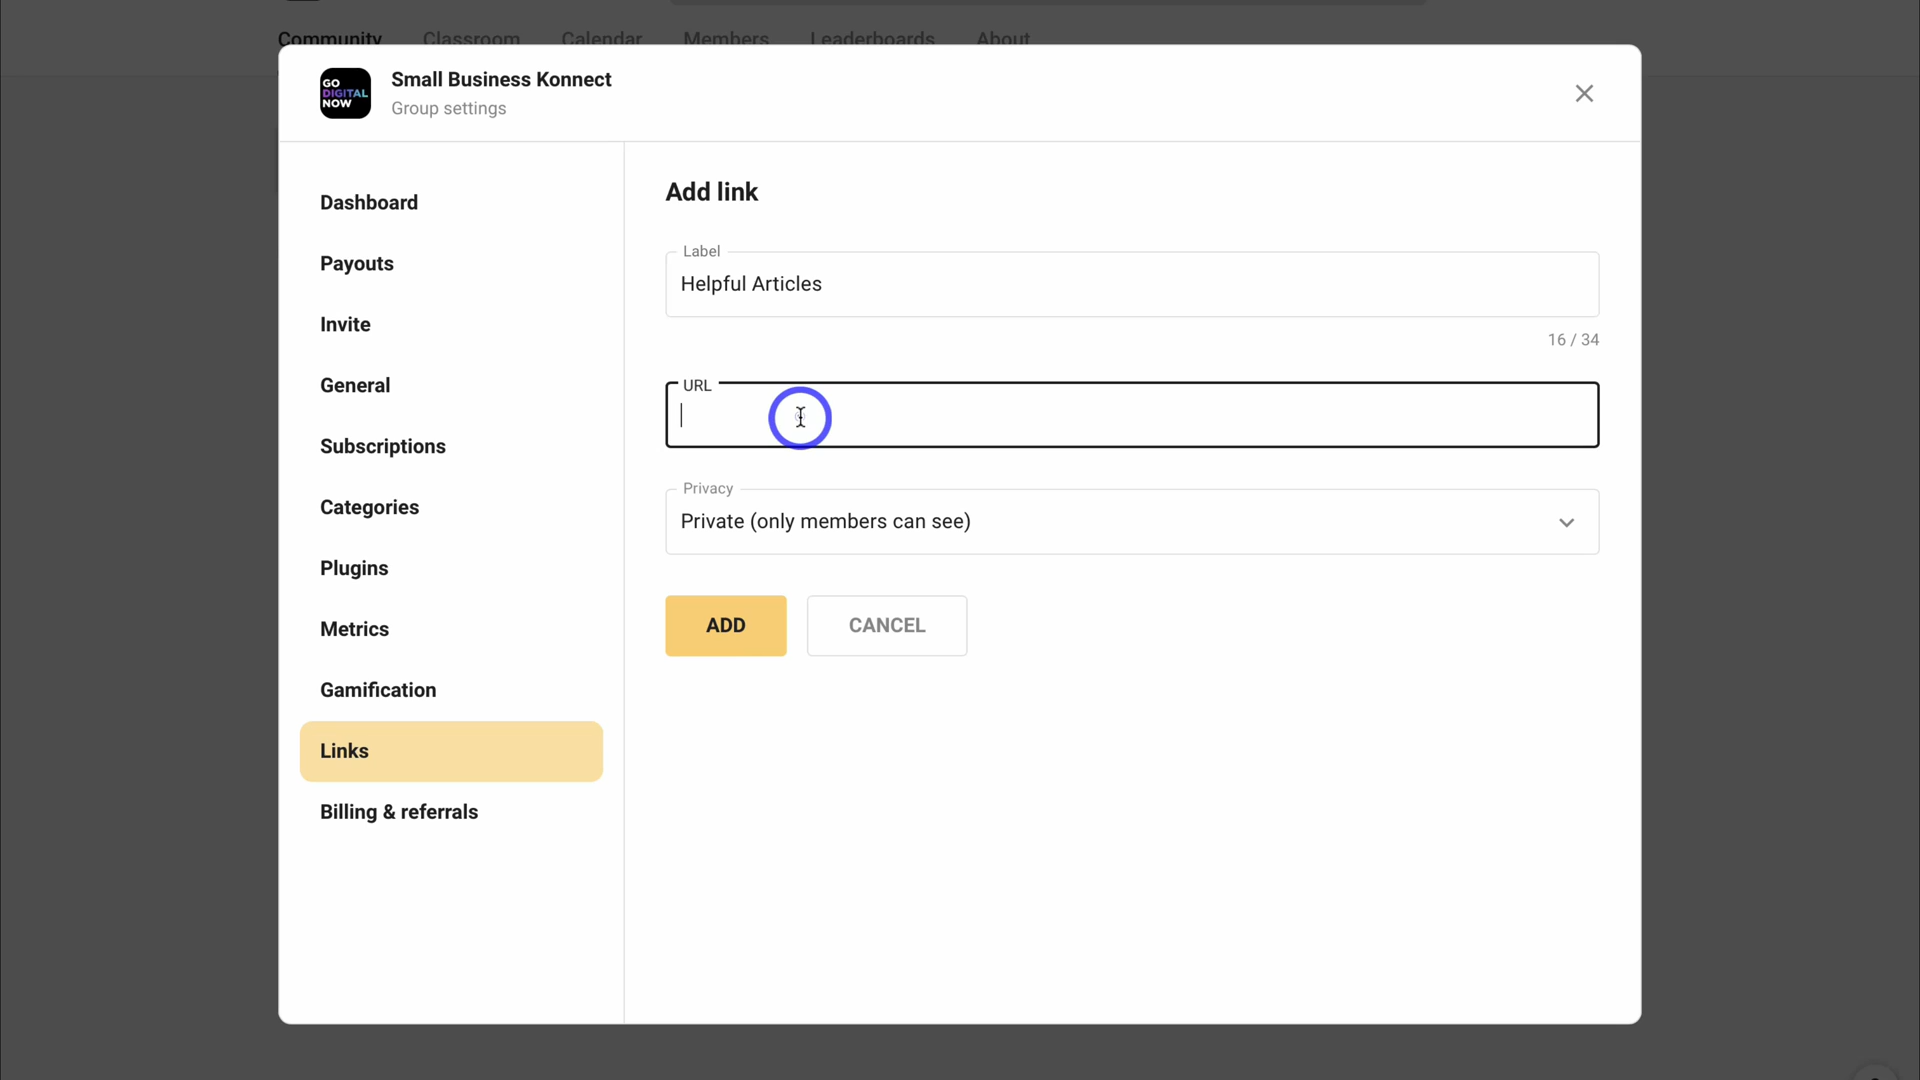 Community Classroom Calendar Members Leaderboards About
GO
DIGITAL
NOW
Small Business Konnect
Group settings
Dashboard
Payouts
Invite
General
Subscriptions
Categories
Plugins
Metrics
Gamification
Links
Billing & referrals
Add link
Label
Helpful Articles
16 / 34
URL
Privacy
Private (only members can see)
ADD
CANCEL